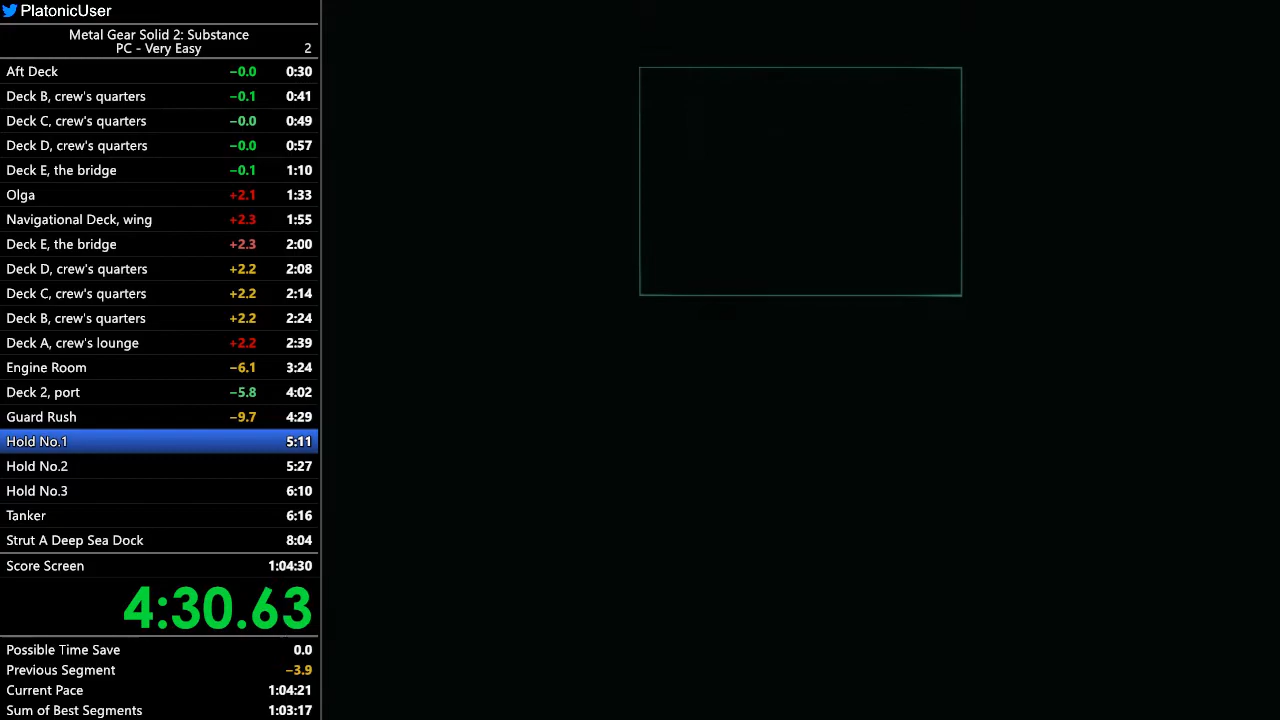 PlatonicUser
Metal Gear Solid 2: Substance
PC - Very Easy 2
Aft Deck −0.0 0:30
Deck B, crew's quarters −0.1 0:41
Deck C, crew's quarters −0.0 0:49
Deck D, crew's quarters −0.0 0:57
Deck E, the bridge −0.1 1:10
Olga +2.1 1:33
Navigational Deck, wing +2.3 1:55
Deck E, the bridge +2.3 2:00
Deck D, crew's quarters +2.2 2:08
Deck C, crew's quarters +2.2 2:14
Deck B, crew's quarters +2.2 2:24
Deck A, crew's lounge +2.2 2:39
Engine Room −6.1 3:24
Deck 2, port −5.8 4:02
Guard Rush −9.7 4:29
Hold No.1 5:11
Hold No.2 5:27
Hold No.3 6:10
Tanker 6:16
Strut A Deep Sea Dock 8:04
Score Screen 1:04:30
4:30.63
Possible Time Save 0.0
Previous Segment −3.9
Current Pace 1:04:21
Sum of Best Segments 1:03:17